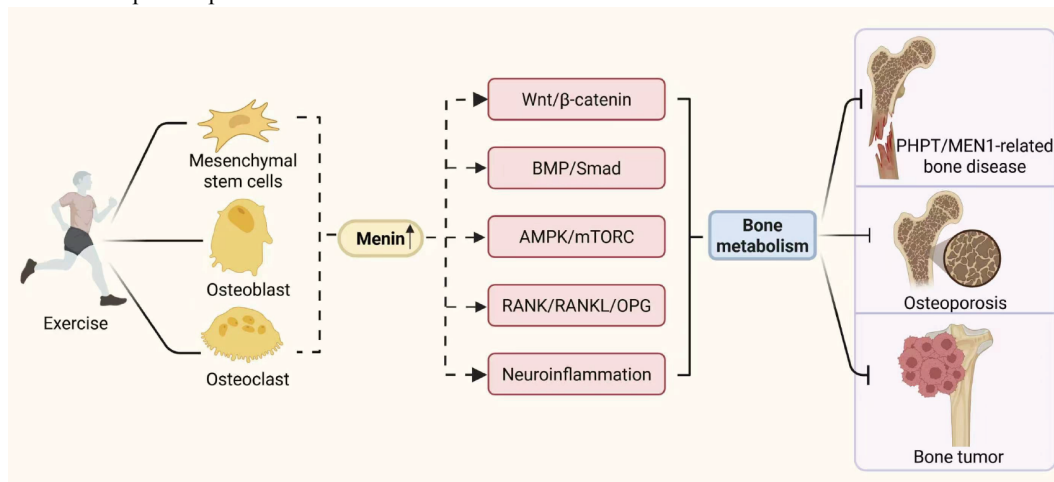 Mesenchymal
stem cells
Osteoblast
Osteoclast
Exercise
Menin↑
Wnt/β-catenin
BMP/Smad
AMPK/mTORC
RANK/RANKL/OPG
Neuroinflammation
Bone
metabolism
PHPT/MEN1-related
bone disease
Osteoporosis
Bone tumor